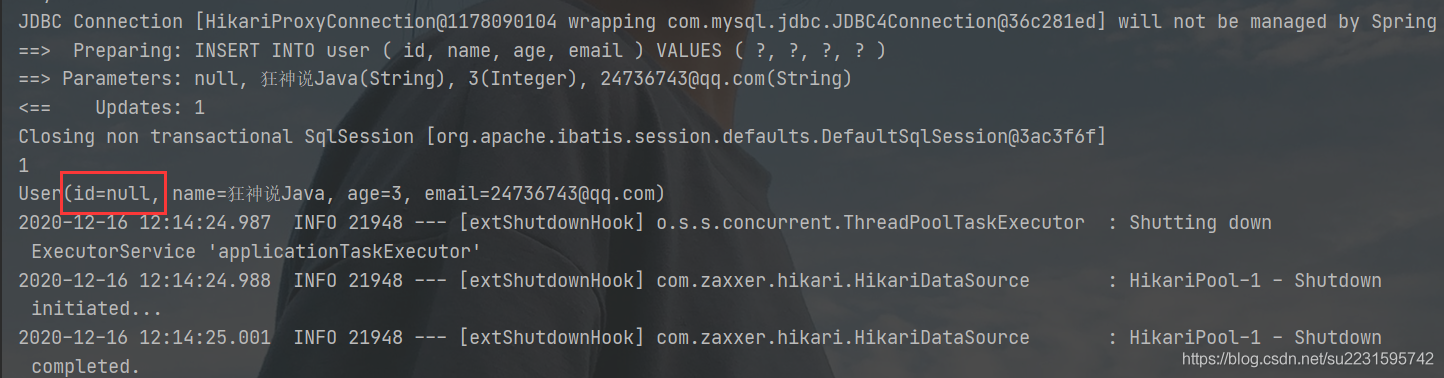 JDBC Connection [HikariProxyConnection@1178090104 wrapping com.mysql.jdbc.JDBC4Connection@36c281ed] will not be managed by Spring
==>  Preparing: INSERT INTO user ( id, name, age, email ) VALUES ( ?, ?, ?, ? )
==> Parameters: null, 狂神说Java(String), 3(Integer), 24736743@qq.com(String)
<==    Updates: 1
Closing non transactional SqlSession [org.apache.ibatis.session.defaults.DefaultSqlSession@3ac3f6f]
1
User(id=null, name=狂神说Java, age=3, email=24736743@qq.com)
2020-12-16 12:14:24.987  INFO 21948 --- [extShutdownHook] o.s.s.concurrent.ThreadPoolTaskExecutor  : Shutting down
ExecutorService 'applicationTaskExecutor'
2020-12-16 12:14:24.988  INFO 21948 --- [extShutdownHook] com.zaxxer.hikari.HikariDataSource       : HikariPool-1 - Shutdown
initiated...
2020-12-16 12:14:25.001  INFO 21948 --- [extShutdownHook] com.zaxxer.hikari.HikariDataSource       : HikariPool-1 - Shutdown
completed.
https://blog.csdn.net/su2231595742